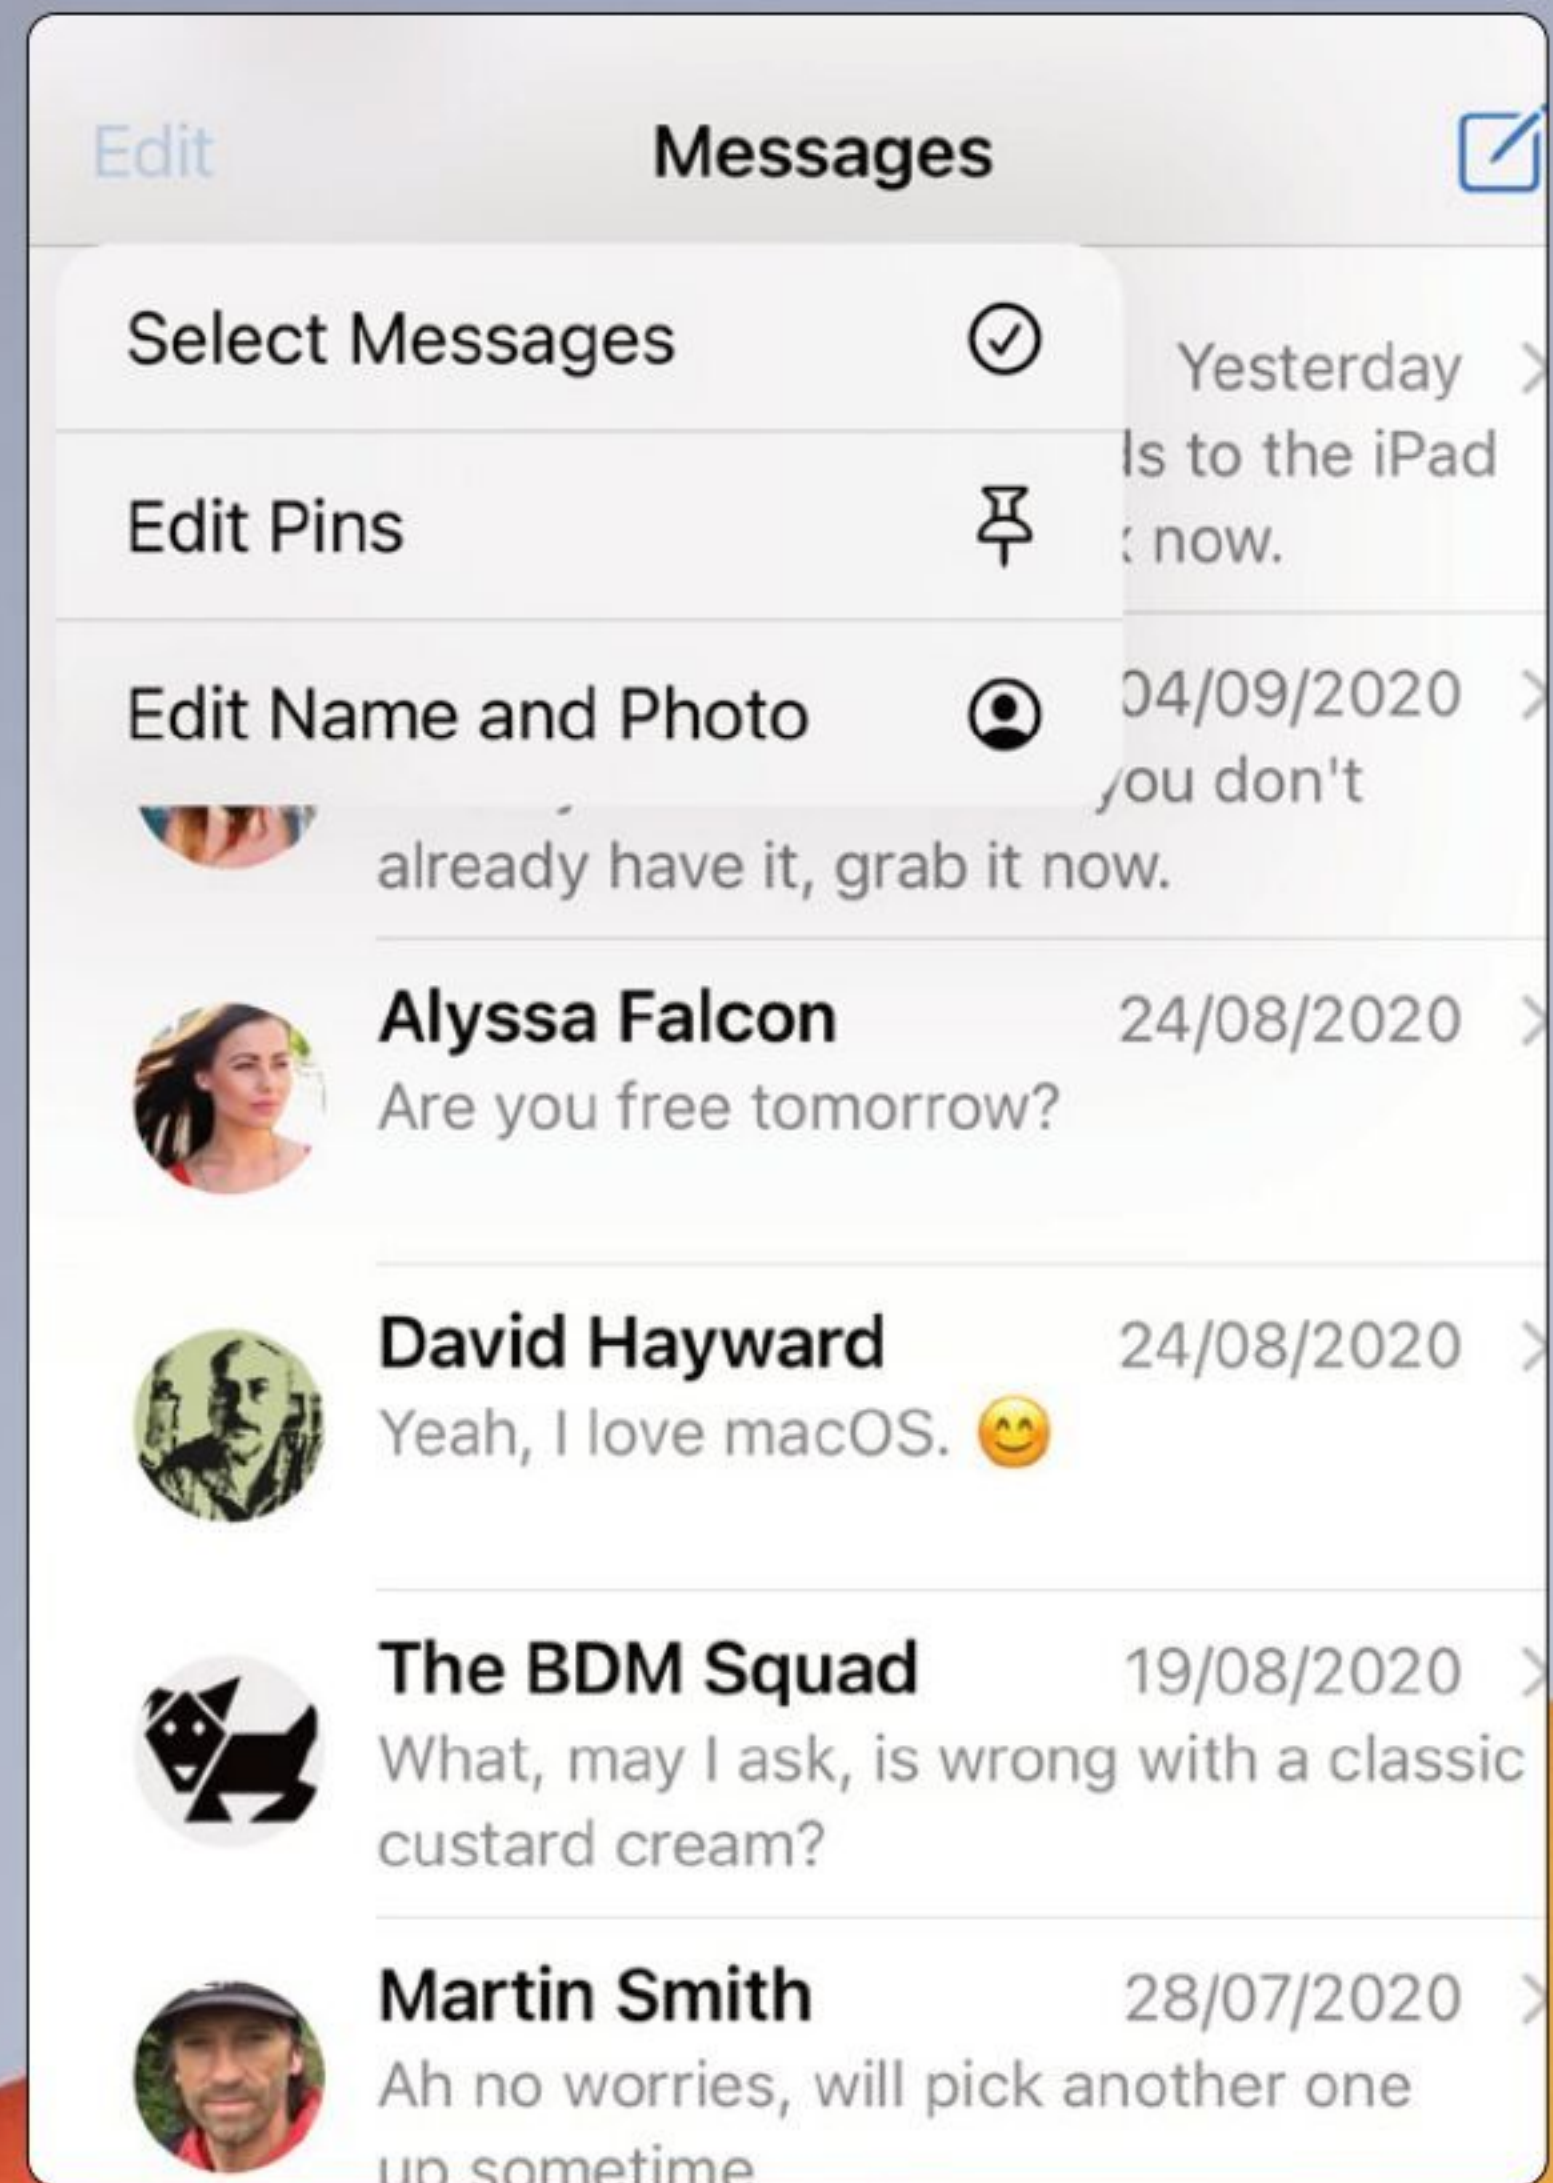 Edit
Messages
Select Messages
Edit Pins
Edit Name and Photo
Yesterday
to the iPad
now.
04/09/2020
you don't
already have it, grab it now.
Alyssa Falcon
24/08/2020
Are you free tomorrow?
David Hayward
24/08/2020
Yeah, I love macOS. 😊
The BDM Squad
19/08/2020
What, may I ask, is wrong with a classic
custard cream?
Martin Smith
28/07/2020
Ah no worries, will pick another one
up sometime